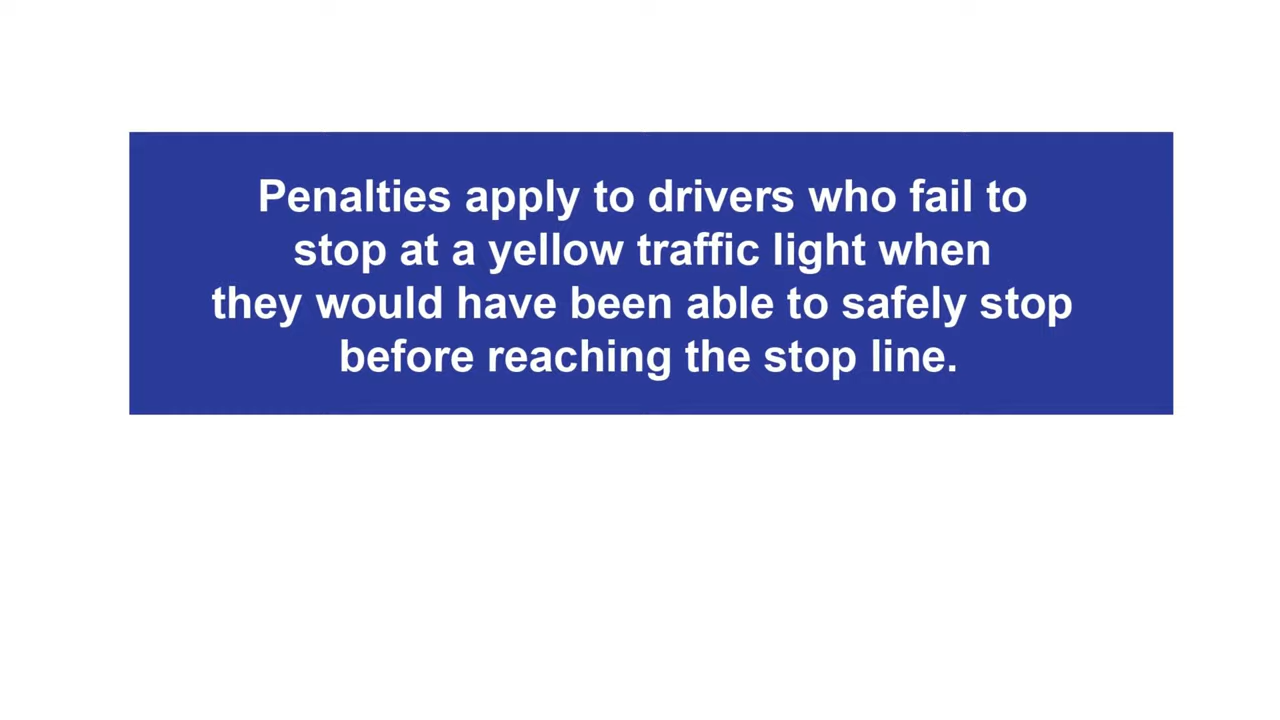 Penalties apply to drivers who fail to
stop at a yellow traffic light when
they would have been able to safely stop
before reaching the stop line.